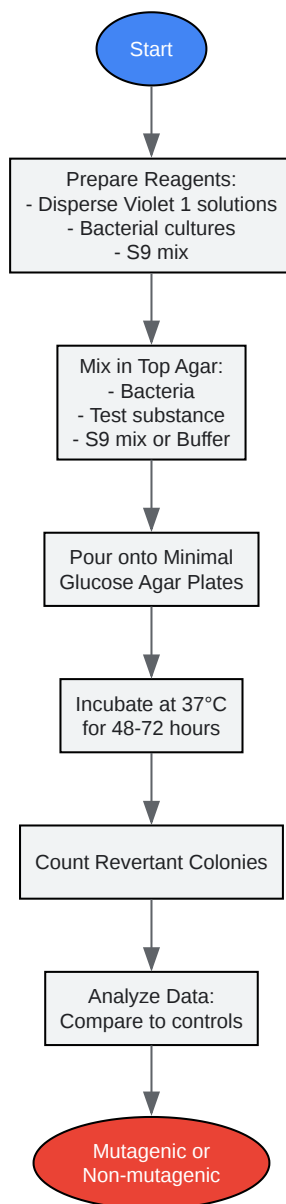 Start
Prepare Reagents:
- Disperse Violet 1 solutions
- Bacterial cultures
- S9 mix
Mix in Top Agar:
- Bacteria
- Test substance
- S9 mix or Buffer
Pour onto Minimal
Glucose Agar Plates
Incubate at 37°C
for 48-72 hours
Count Revertant Colonies
Analyze Data:
Compare to controls
Mutagenic or
Non-mutagenic